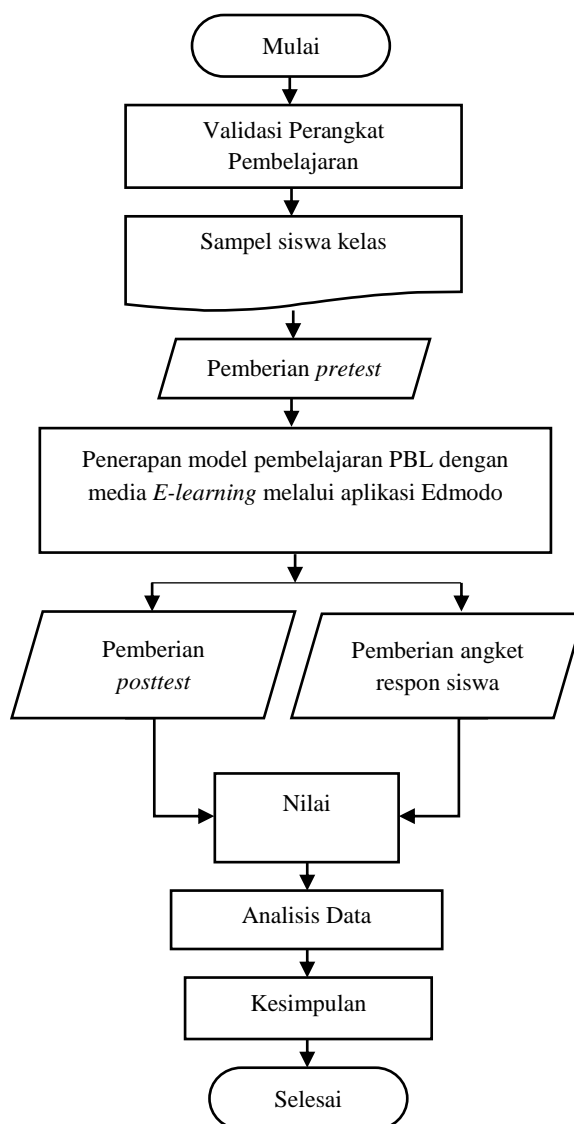 Mulai
Validasi Perangkat
Pembelajaran
Sampel siswa kelas
Pemberian pretest
Penerapan model pembelajaran PBL dengan
media E-learning melalui aplikasi Edmodo
Pemberian
posttest
Pemberian angket
respon siswa
Nilai
Analisis Data
Kesimpulan
Selesai